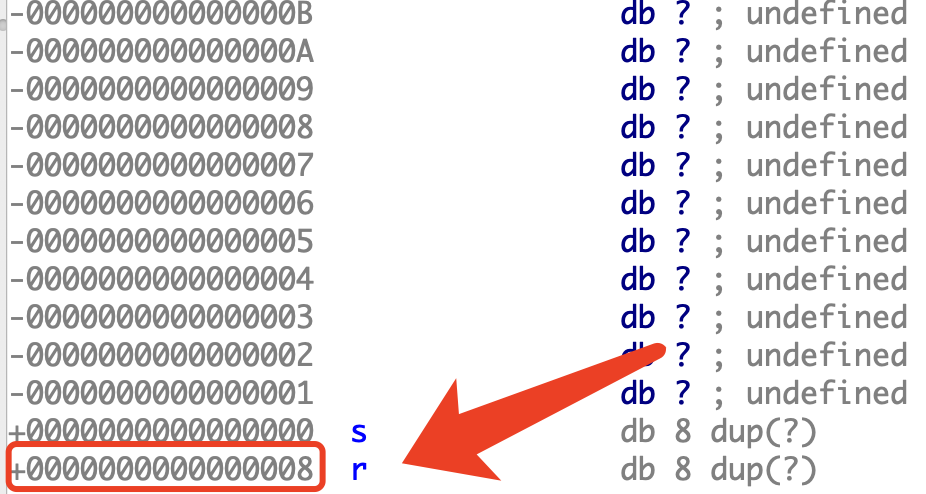 -000000000000000B db ? ; undefined
-000000000000000A db ? ; undefined
-0000000000000009 db ? ; undefined
-0000000000000008 db ? ; undefined
-0000000000000007 db ? ; undefined
-0000000000000006 db ? ; undefined
-0000000000000005 db ? ; undefined
-0000000000000004 db ? ; undefined
-0000000000000003 db ? ; undefined
-0000000000000002 db ? ; undefined
-0000000000000001 db ? ; undefined
+0000000000000000 s db 8 dup(?)
+0000000000000008 r db 8 dup(?)